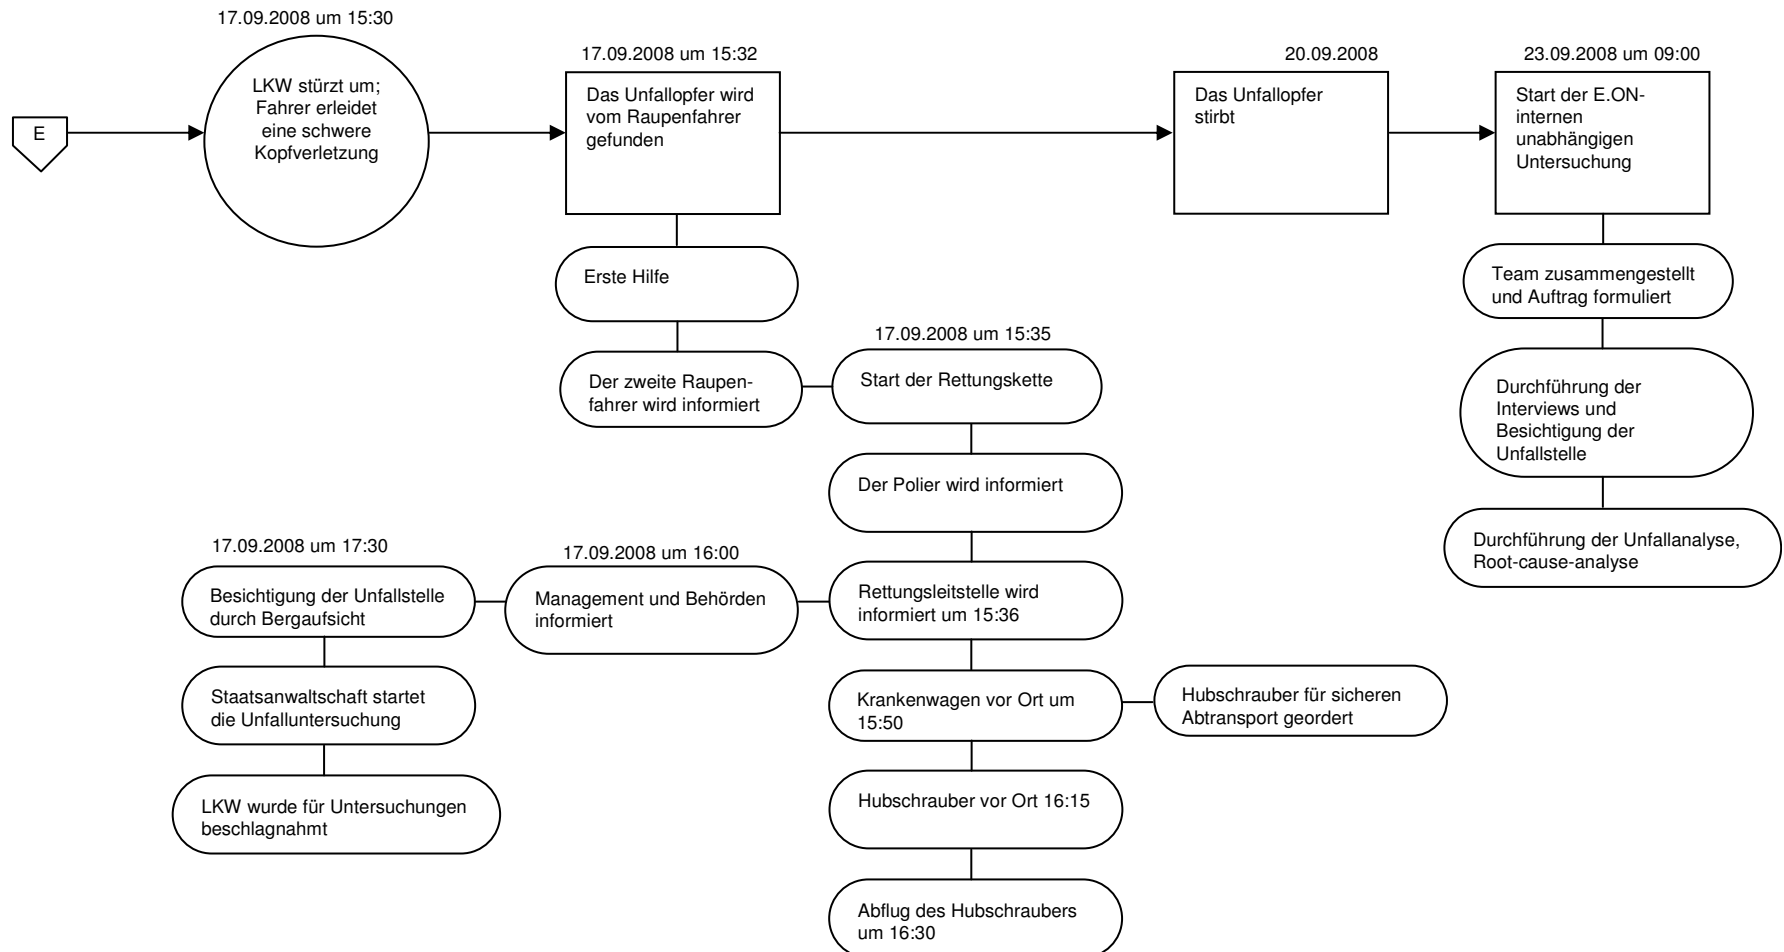 17.09.2008 um 15:30
E
LKW stürzt um;
Fahrer erleidet
eine schwere
Kopfverletzung
17.09.2008 um 15:32
Das Unfallopfer wird
vom Raupenfahrer
gefunden
20.09.2008
Das Unfallopfer
stirbt
23.09.2008 um 09:00
Start der E.ON-
internen
unabhängigen
Untersuchung
Erste Hilfe
Der zweite Raupen-
fahrer wird informiert
17.09.2008 um 15:35
Start der Rettungskette
Der Polier wird informiert
Rettungsleitstelle wird
informiert um 15:36
17.09.2008 um 16:00
Management und Behörden
informiert
17.09.2008 um 17:30
Besichtigung der Unfallstelle
durch Bergaufsicht
Staatsanwaltschaft startet
die Unfalluntersuchung
LKW wurde für Untersuchungen
beschlagnahmt
Krankenwagen vor Ort um
15:50
Hubschrauber für sicheren
Abtransport geordert
Hubschrauber vor Ort 16:15
Abflug des Hubschraubers
um 16:30
Team zusammengestellt
und Auftrag formuliert
Durchführung der
Interviews und
Besichtigung der
Unfallstelle
Durchführung der Unfallanalyse,
Root-cause-analyse